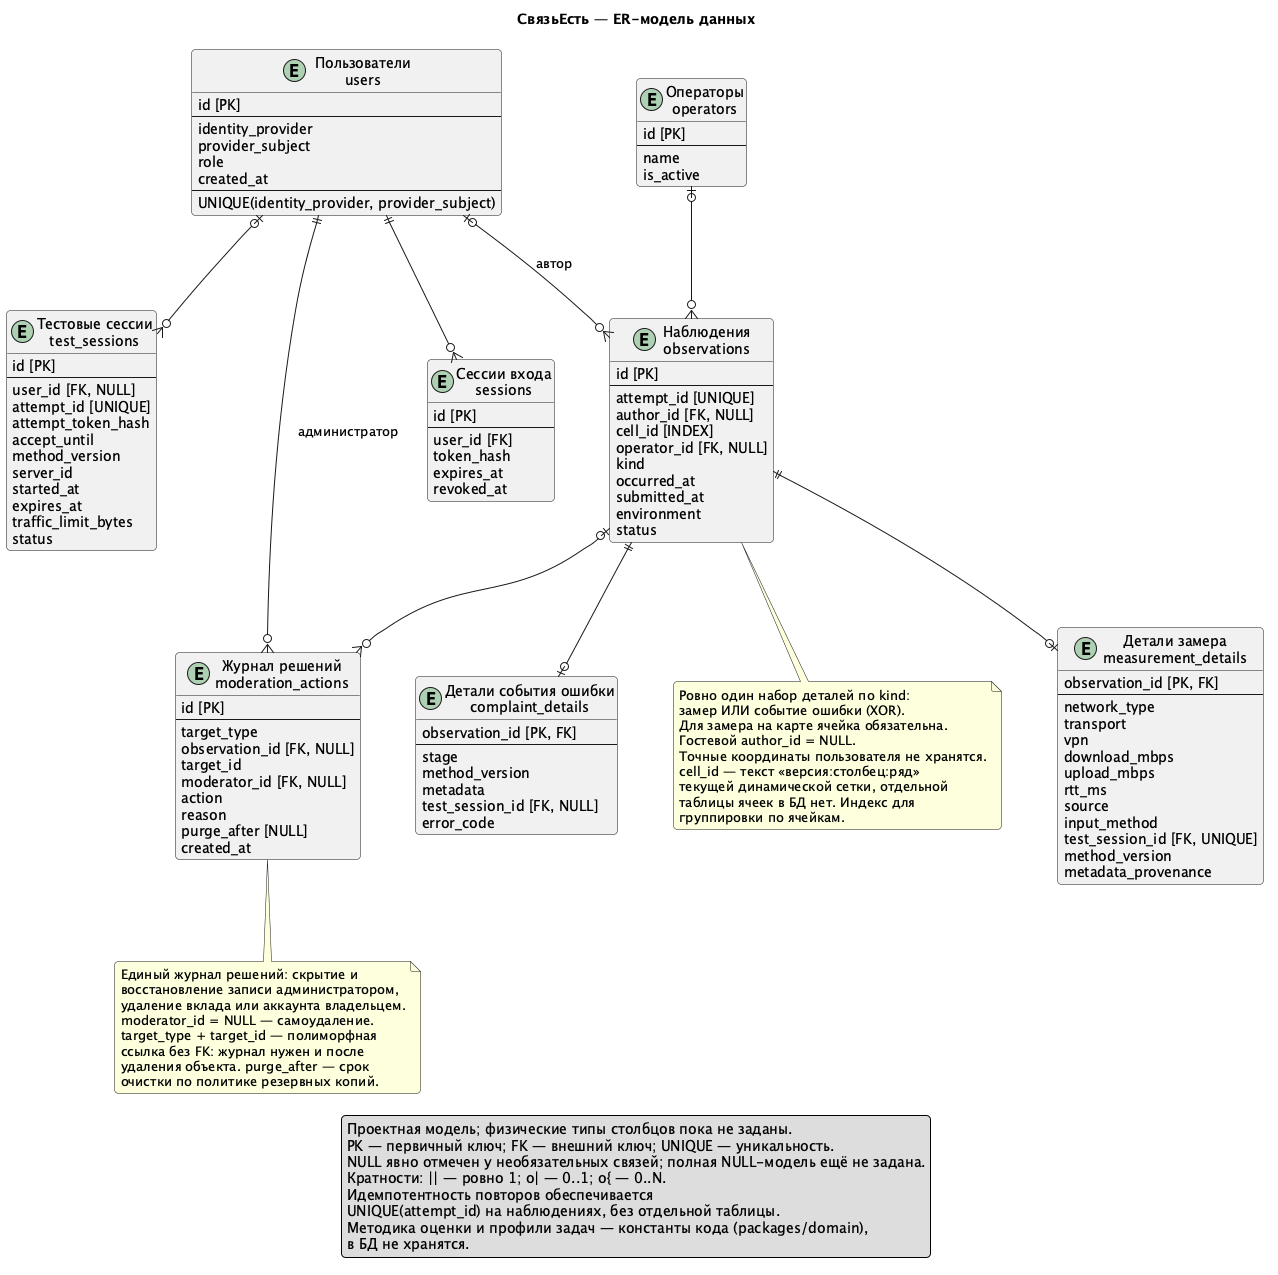 СвязьЕсть — ER-модель данных
E
Пользователи
users
id [PK]
identity_provider
provider_subject
role
created_at
UNIQUE(identity_provider, provider_subject)
E
Операторы
operators
id [PK]
name
is_active
автор
E
Тестовые сессии
test_sessions
id [PK]
user_id [FK, NULL]
attempt_id [UNIQUE]
attempt_token_hash
accept_until
method_version
server_id
started_at
expires_at
traffic_limit_bytes
status
администратор
E
Сессии входа
sessions
id [PK]
user_id [FK]
token_hash
expires_at
revoked_at
E
Наблюдения
observations
id [PK]
attempt_id [UNIQUE]
author_id [FK, NULL]
cell_id [INDEX]
operator_id [FK, NULL]
kind
occurred_at
submitted_at
environment
status
E
Журнал решений
moderation_actions
id [PK]
target_type
observation_id [FK, NULL]
target_id
moderator_id [FK, NULL]
action
reason
purge_after [NULL]
created_at
E
Детали события ошибки
complaint_details
observation_id [PK, FK]
stage
method_version
metadata
test_session_id [FK, NULL]
error_code
Ровно один набор деталей по kind:
замер ИЛИ событие ошибки (XOR).
Для замера на карте ячейка обязательна.
Гостевой author_id = NULL.
Точные координаты пользователя не хранятся.
cell_id — текст «версия:столбец:ряд»
текущей динамической сетки, отдельной
таблицы ячеек в БД нет. Индекс для
группировки по ячейкам.
E
Детали замера
measurement_details
observation_id [PK, FK]
network_type
transport
vpn
download_mbps
upload_mbps
rtt_ms
source
input_method
test_session_id [FK, UNIQUE]
method_version
metadata_provenance
Единый журнал решений: скрытие и
восстановление записи администратором,
удаление вклада или аккаунта владельцем.
moderator_id = NULL — самоудаление.
target_type + target_id — полиморфная
ссылка без FK: журнал нужен и после
удаления объекта. purge_after — срок
очистки по политике резервных копий.
Проектная модель; физические типы столбцов пока не заданы.
PK — первичный ключ; FK — внешний ключ; UNIQUE — уникальность.
NULL явно отмечен у необязательных связей; полная NULL-модель ещё не задана.
Кратности: || — ровно 1; o| — 0..1; o{ — 0..N.
Идемпотентность повторов обеспечивается
UNIQUE(attempt_id) на наблюдениях, без отдельной таблицы.
Методика оценки и профили задач — константы кода (packages/domain),
в БД не хранятся.